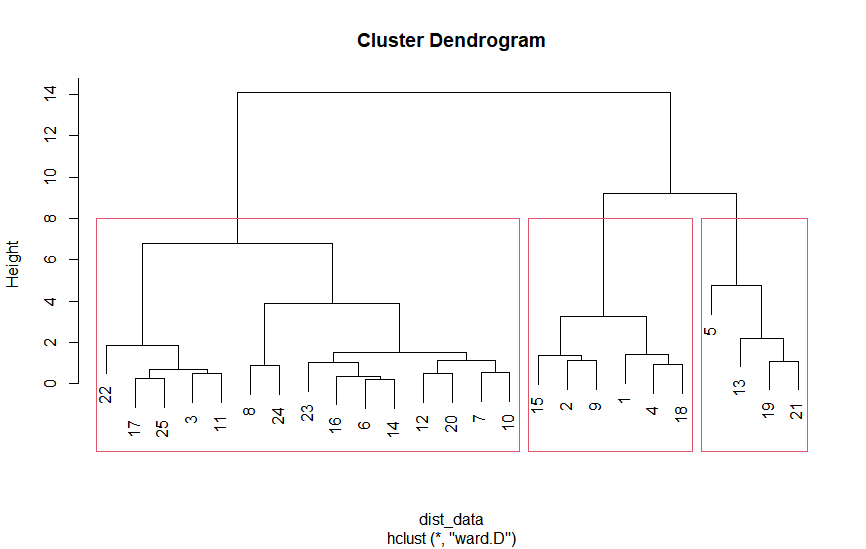 Cluster Dendrogram
Height
0 2 4 6 8 10 12 14
22 17 25 3 11 8 24 23 16 6 14 12 20 7 10 15 2 9 1 4 18 5 13 19 21
dist_data
hclust (*, "ward.D")